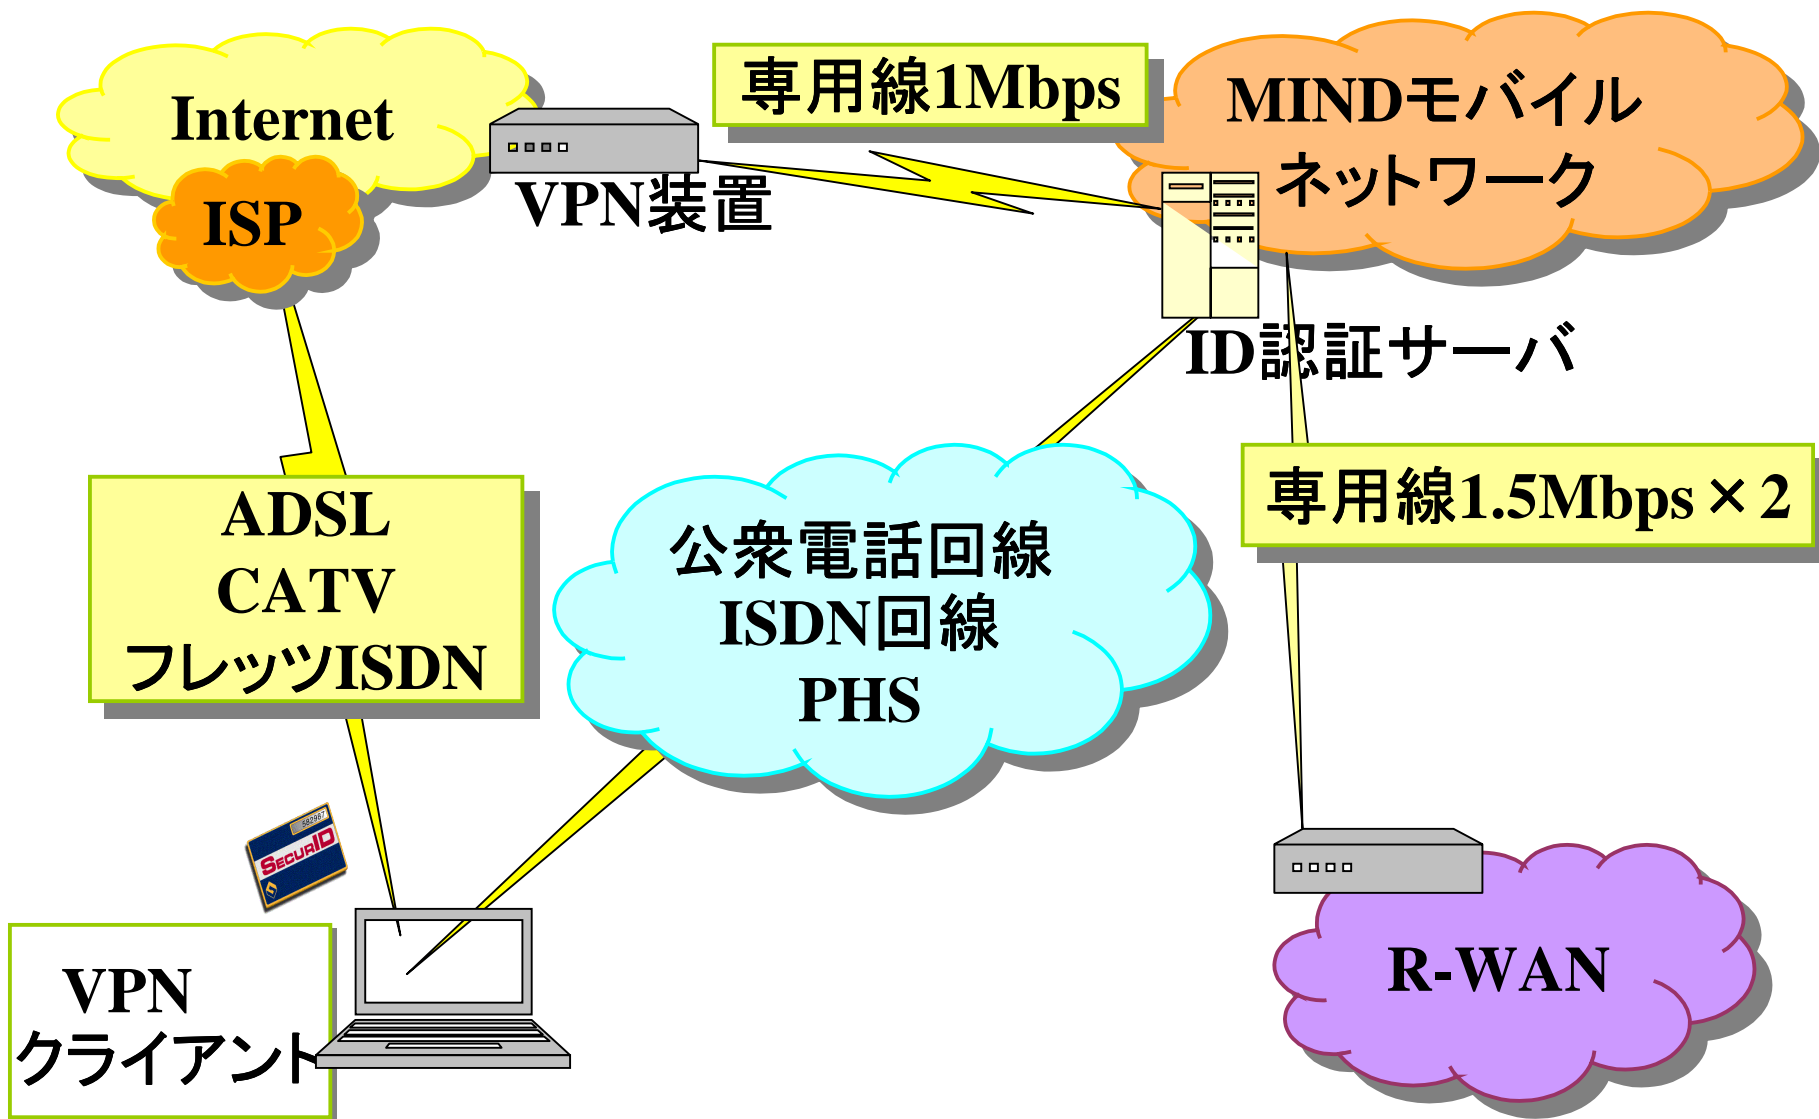 Internet
ISP
VPN装置
専用線1Mbps
MINDモバイル
ネットワーク
ID認証サーバ
専用線1.5Mbps×2
ADSL
CATV
フレッツISDN
公衆電話回線
ISDN回線
PHS
582987
SECURID
VPN
クライアント
R-WAN